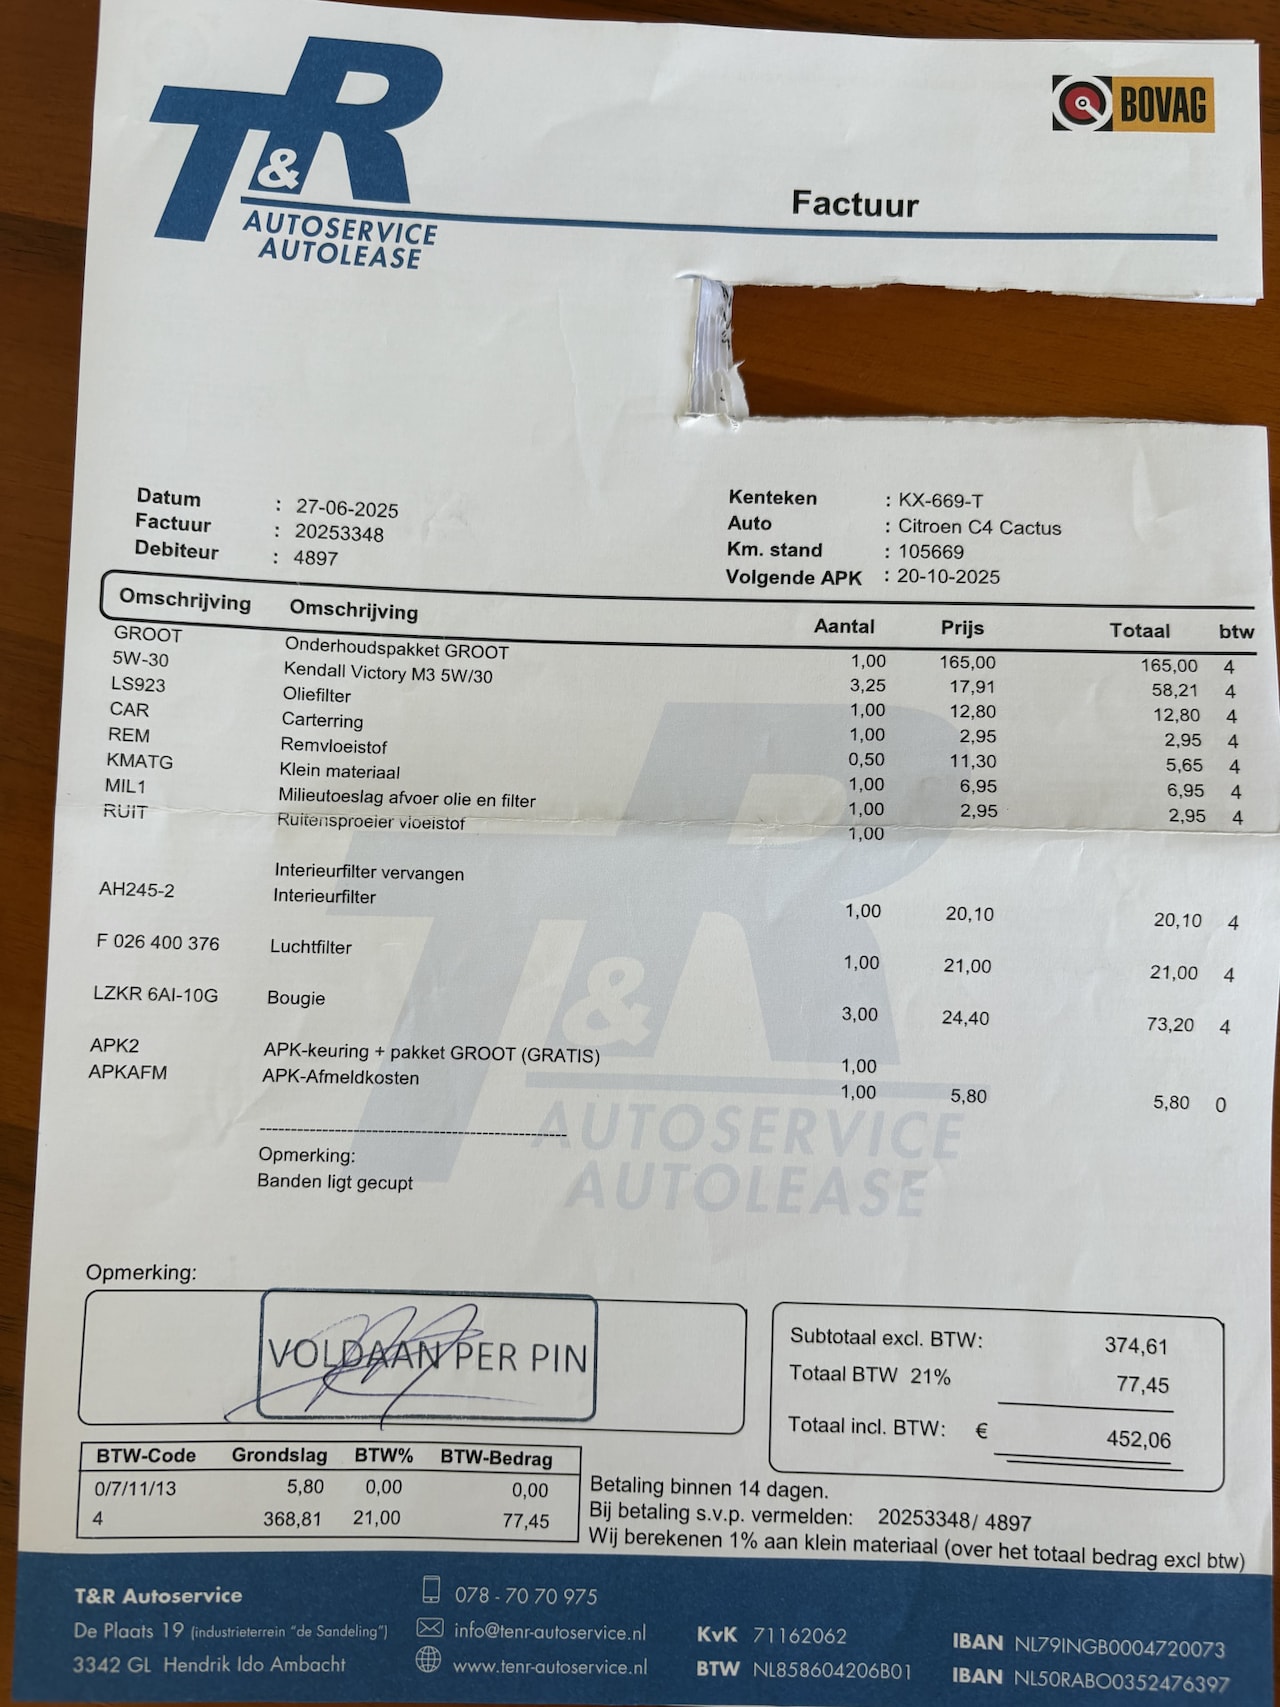 T&R
AUTOSERVICE
AUTOLEASE
BOVAG
Factuur
Datum : 27-06-2025
Factuur : 20253348
Debiteur : 4897
Kenteken : KX-669-T
Auto : Citroen C4 Cactus
Km. stand : 105669
Volgende APK : 20-10-2025
Omschrijving Omschrijving Aantal Prijs Totaal btw
GROOT Onderhoudspakket GROOT 1,00 165,00 165,00 4
5W-30 Kendall Victory M3 5W/30 3,25 17,91 58,21 4
LS923 Oliefilter 1,00 12,80 12,80 4
CAR Carterring 1,00 2,95 2,95 4
REM Remvloeistof 0,50 11,30 5,65 4
KMATG Klein materiaal 1,00 6,95 6,95 4
MIL1 Milieutoeslag afvoer olie en filter 1,00 2,95 2,95 4
RUIT Ruitensproeier vloeistof 1,00
Interieurfilter vervangen
AH245-2 Interieurfilter 1,00 20,10 20,10 4
F 026 400 376 Luchtfilter 1,00 21,00 21,00 4
LZKR 6AI-10G Bougie 3,00 24,40 73,20 4
APK2 APK-keuring + pakket GROOT (GRATIS) 1,00
APKAFM APK-Afmeldkosten 1,00 5,80 5,80 0
------------------------------------------------
Opmerking:
Banden ligt gecupt
T&R
AUTOSERVICE
AUTOLEASE
Opmerking:
VOLDAAN PER PIN
Subtotaal excl. BTW: 374,61
Totaal BTW 21% 77,45
Totaal incl. BTW: € 452,06
BTW-Code Grondslag BTW% BTW-Bedrag
0/7/11/13 5,80 0,00 0,00
4 368,81 21,00 77,45
Betaling binnen 14 dagen.
Bij betaling s.v.p. vermelden: 20253348/ 4897
Wij berekenen 1% aan klein materiaal (over het totaal bedrag excl btw)
T&R Autoservice
De Plaats 19 (industrieterrein "de Sandeling")
3342 GL Hendrik Ido Ambacht
078 - 70 70 975
info@tenr-autoservice.nl
www.tenr-autoservice.nl
KvK 71162062
BTW NL858604206B01
IBAN NL79INGB0004720073
IBAN NL50RABO0352476397